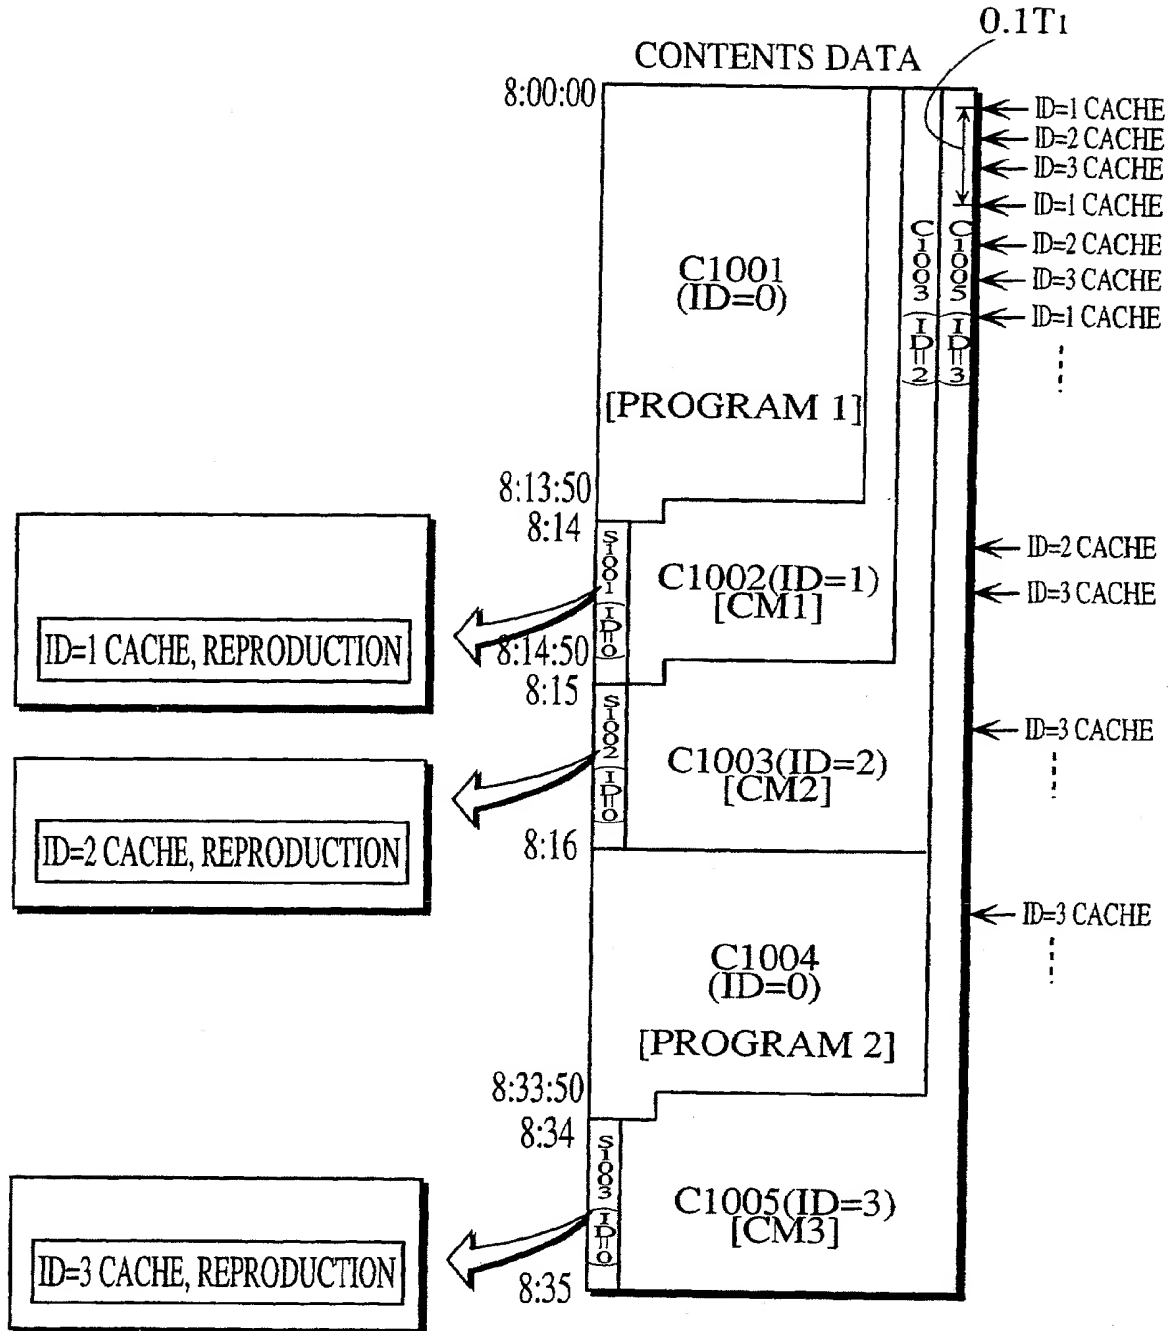 0.1T1
CONTENTS DATA
8:00:00
ID=1 CACHE
ID=2 CACHE
ID=3 CACHE
ID=1 CACHE
ID=2 CACHE
ID=3 CACHE
ID=1 CACHE
C1003(ID=2)
C1005(ID=3)
C1001
(ID=0)
[PROGRAM 1]
8:13:50
8:14
S1001(ID=0)
C1002(ID=1)
[CM1]
ID=2 CACHE
ID=3 CACHE
ID=1 CACHE, REPRODUCTION
8:14:50
8:15
S1002(ID=0)
C1003(ID=2)
[CM2]
ID=3 CACHE
ID=2 CACHE, REPRODUCTION
8:16
C1004
(ID=0)
[PROGRAM 2]
ID=3 CACHE
8:33:50
8:34
S1003(ID=0)
C1005(ID=3)
[CM3]
ID=3 CACHE, REPRODUCTION
8:35